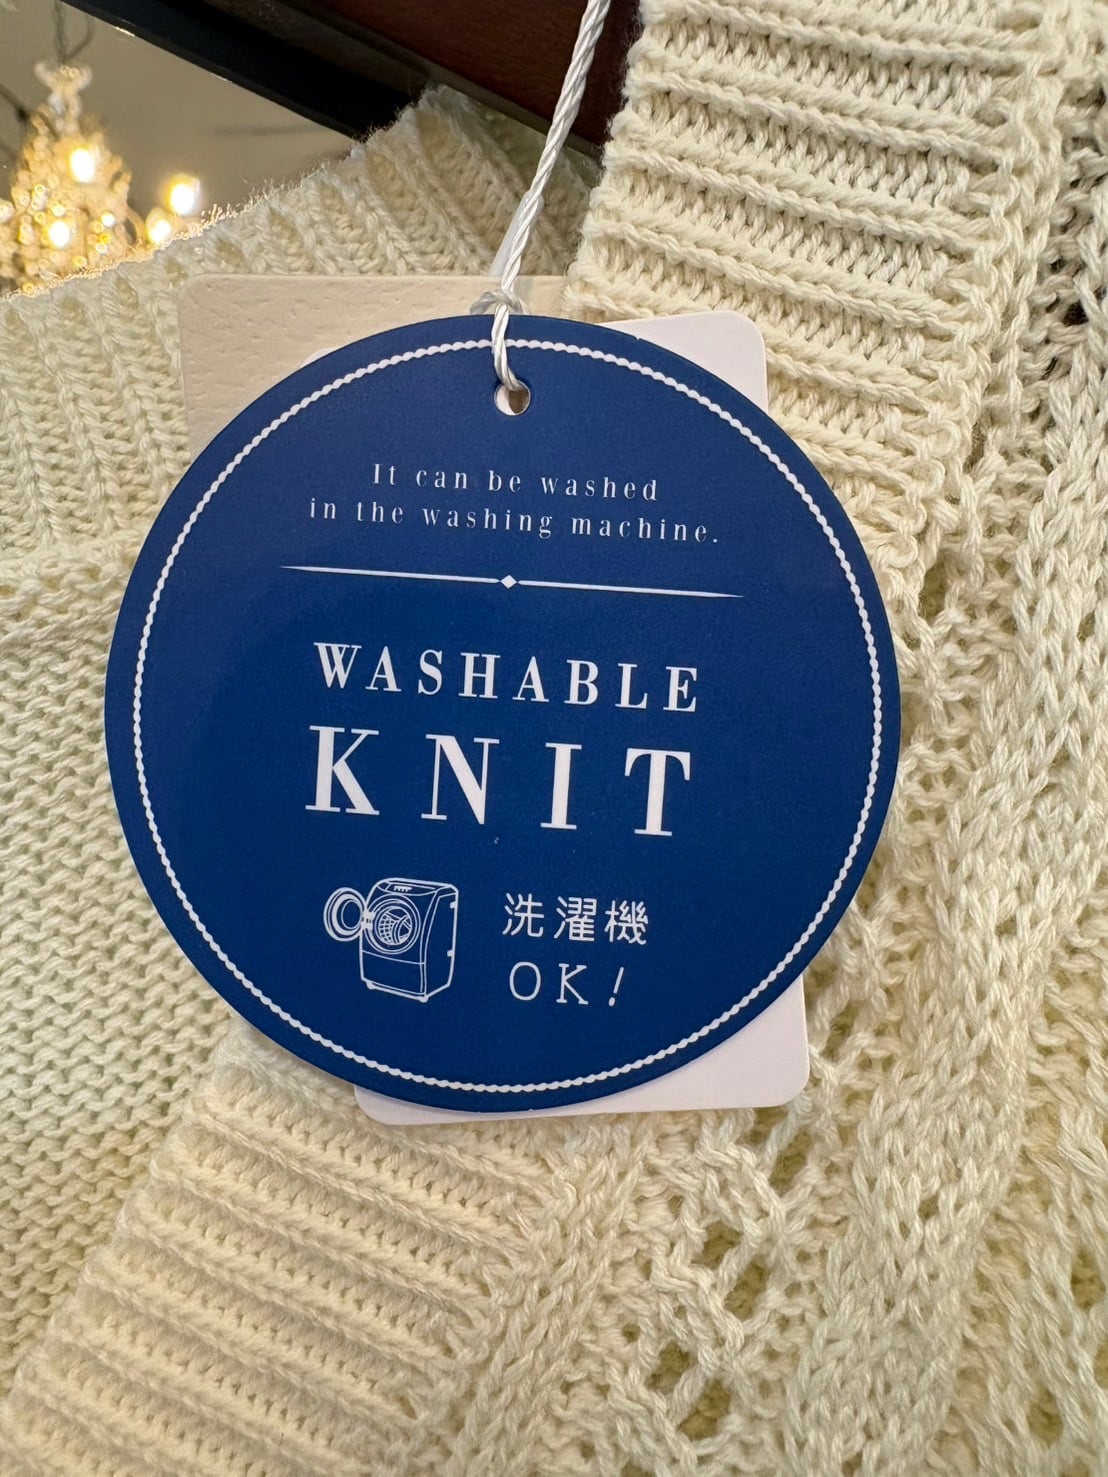 It can be washed
in the washing machine.
WASHABLE
KNIT
洗濯機
OK!